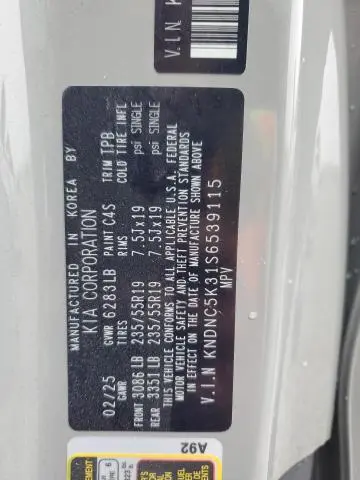 V.I.N K
MANUFACTURED IN KOREA BY
KIA CORPORATION
02/25 GVWR 6283LB PAINT C4S TRIM TPB
GAWR TIRES RIMS COLD TIRE INFL
FRONT 3086 LB 235/55R19 7.5Jx19 psi SINGLE
REAR 3351 LB 235/55R19 7.5Jx19 psi SINGLE
THIS VEHICLE CONFORMS TO ALL APPLICABLE U.S.A. FEDERAL
MOTOR VEHICLE SAFETY AND THEFT PREVENTION STANDARDS
IN EFFECT ON THE DATE OF MANUFACTURE SHOWN ABOVE
V.I.N KNDNC5K31S6539115
MPV
A92